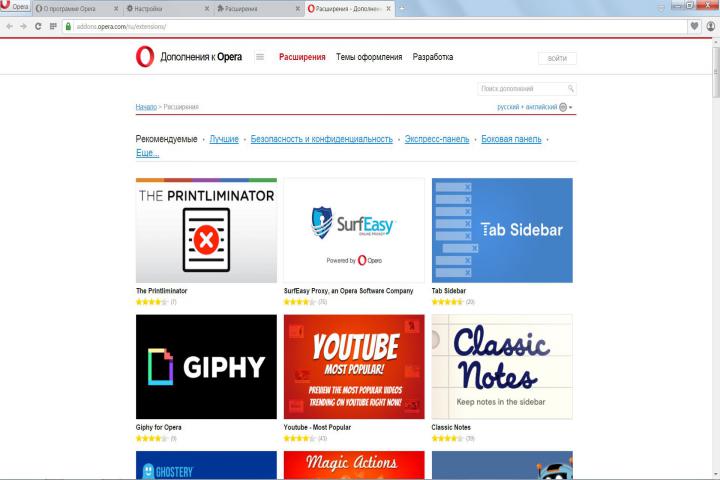 Opera
О программе Opera
Настройки
Расширения
Расширения - Дополнени
addons.opera.com/ru/extensions/
Дополнения к Opera
Расширения
Темы оформления
Разработка
ВОЙТИ
Поиск дополнений
Начало > Расширения
русский + английский
Рекомендуемые • Лучшие • Безопасность и конфиденциальность • Экспресс-панель • Боковая панель •
Еще...
THE PRINTLIMINATOR
SurfEasy
ONLINE PRIVACY
Powered by Opera
Tab Sidebar
The Printliminator
(7)
SurfEasy Proxy, an Opera Software Company
(76)
Tab Sidebar
(20)
GIPHY
YOUTUBE
MOST POPULAR!
PREVIEW THE MOST POPULAR VIDEOS
TRENDING ON YOUTUBE RIGHT NOW!
Classic
Notes
Keep notes in the sidebar
Giphy for Opera
(9)
Youtube - Most Popular
(43)
Classic Notes
(39)
GHOSTERY
Magic Actions